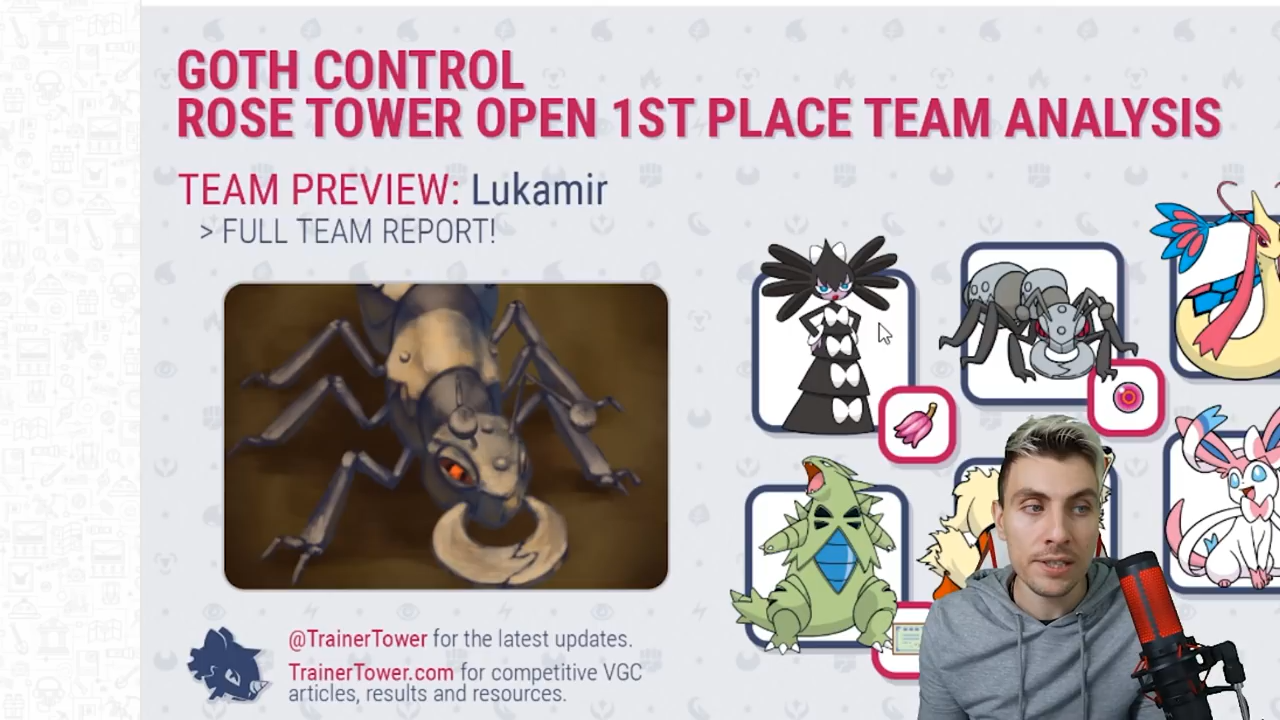 GOTH CONTROL
ROSE TOWER OPEN 1ST PLACE TEAM ANALYSIS
TEAM PREVIEW: Lukamir
> FULL TEAM REPORT!
@TrainerTower for the latest updates.
TrainerTower.com for competitive VGC
articles, results and resources.